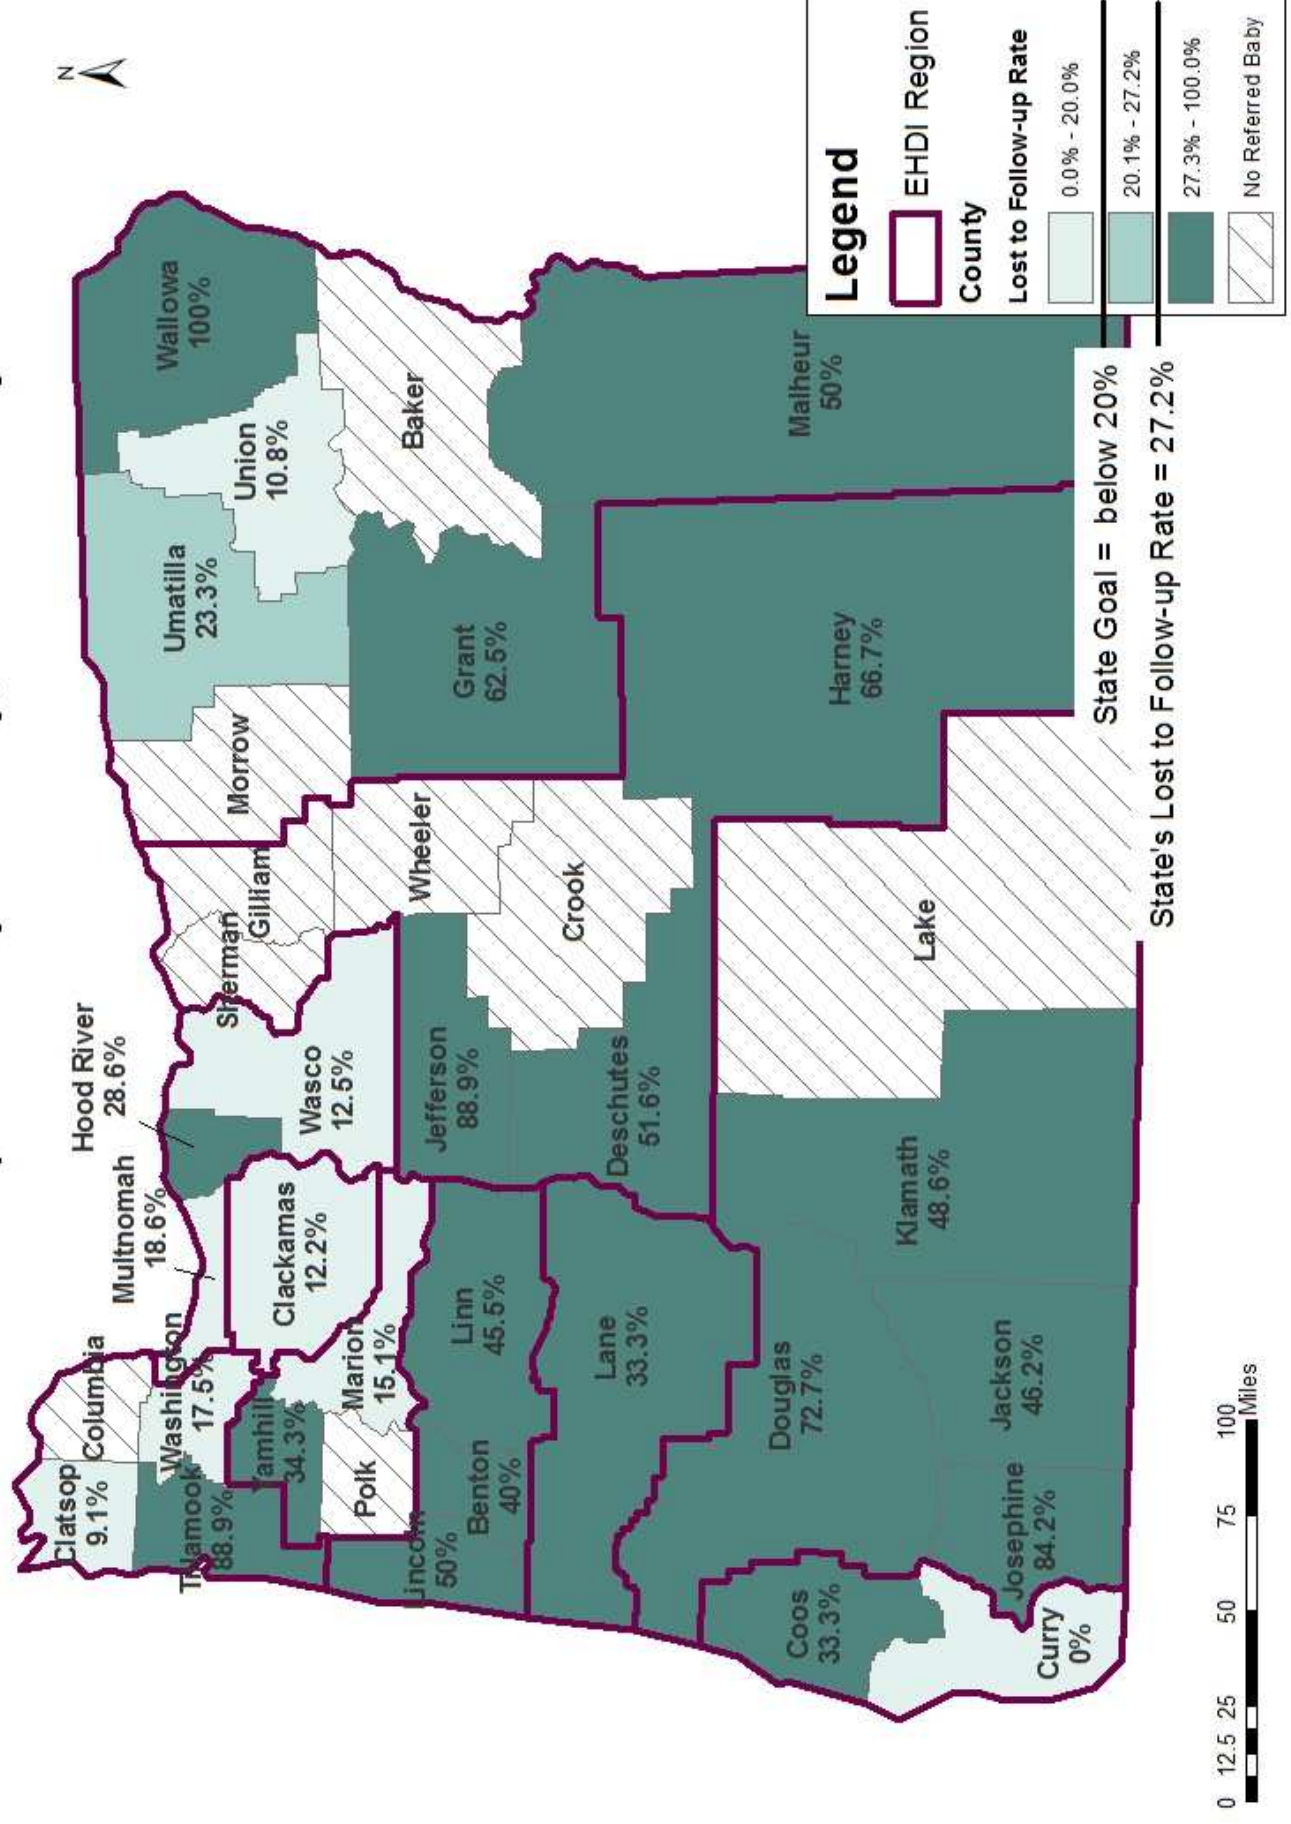 N
Hood River
28.6%
Multnomah
18.6%
Columbia
Clatsop
9.1%
Washington
17.5%
Tillamook
88.9%
Yamhill
34.3%
Clackamas
12.2%
Marion
15.1%
Polk
Lincoln
50%
Benton
40%
Linn
45.5%
Lane
33.3%
Douglas
72.7%
Coos
33.3%
Curry
0%
Josephine
84.2%
Jackson
46.2%
Klamath
48.6%
Lake
Deschutes
51.6%
Jefferson
88.9%
Wasco
12.5%
Sherman
Gilliam
Wheeler
Crook
Morrow
Umatilla
23.3%
Union
10.8%
Wallowa
100%
Baker
Grant
62.5%
Harney
66.7%
Malheur
50%
State Goal = below 20%
State's Lost to Follow-up Rate = 27.2%
Legend
EHDI Region
County
Lost to Follow-up Rate
0.0% - 20.0%
20.1% - 27.2%
27.3% - 100.0%
No Referred Baby
0 12.5 25 50 75 100
Miles